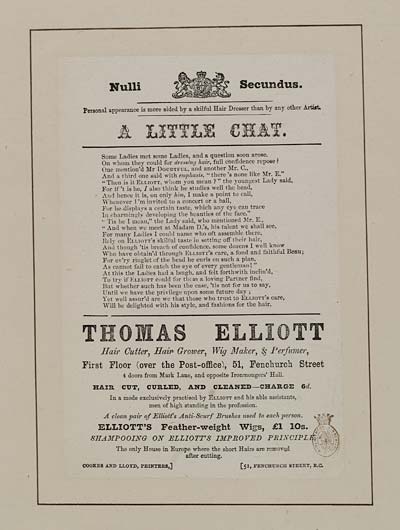 Nulli Secundus.
Personal appearance is more aided by a skilful Hair Dresser than by any other Artist.
A LITTLE CHAT.
Some Ladies met some Ladies, and a question soon arose,
On whom they could for dressing hair, full confidence repose?
One mention'd Mr DOUBTFUL, and another Mr. C.,
And a third one said with emphasis, "there's none like Mr. E."
"Then is it ELLIOTT, whom you mean?" the youngest Lady said,
For if 't is he, I also think he studies well the head,
And hence it is, on only him, I make a point to call,
Whenever I'm invited to a concert or a ball,
For he displays a certain taste, which any eye can trace
In charmingly developing the beauties of the face."
"'Tis he I mean," the Lady said, who mentioned Mr. E.,
"And when we meet at Madam D.'s, his talent we shall see,
For many Ladies I could name who oft assemble there,
Rely on ELLIOTT'S skilful taste in setting off their hair,
And though 'tis breach of confidence, some dozens I well know
Who have obtain'd through ELLIOTT'S care, a fond and faithful Beau;
For ev'ry ringlet of the head he curls on such a plan,
As cannot fail to catch the eye of every gentleman!"
At this the Ladies had a laugh, and felt forthwith inclin'd,
To try if ELLIOTT could for them a loving Partner find,
But whether such has been the case, 'tis not for us to say,
Until we have the privilege upon some future day;
Yet well assur'd are we that those who trust to ELLIOTT'S care,
Will be delighted with his style, and fashions for the hair.
THOMAS ELLIOTT
Hair Cutter, Hair Grower, Wig Maker, & Perfumer,
First Floor (over the Post-office), 51, Fenchurch Street
4 doors from Mark Lane, and opposite Ironmongers' Hall.
HAIR CUT, CURLED, AND CLEANED—CHARGE 6d.
In a mode exclusively practised by ELLIOTT and his able assistants,
men of high standing in the profession.
A clean pair of Elliott's Anti-Scurf Brushes used to each person.
ELLIOTT'S Feather-weight Wigs, £1 10s.
SHAMPOOING ON ELLIOTT'S IMPROVED PRINCIPLE
The only House in Europe where the short Hairs are removed
after cutting.
COOKES AND LLOYD, PRINTERS,] [51, FENCHURCH STREET, E.C.